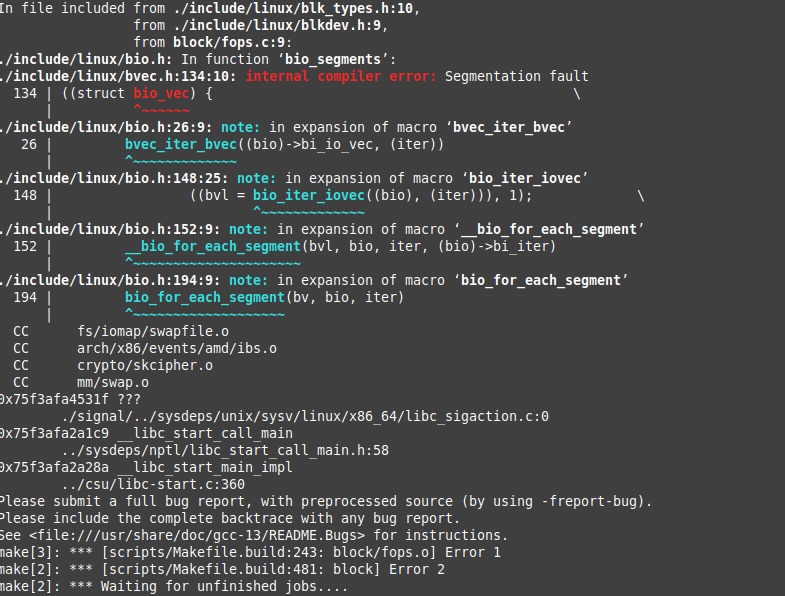 In file included from ./include/linux/blk_types.h:10,
                 from ./include/linux/blkdev.h:9,
                 from block/fops.c:9:
./include/linux/bio.h: In function ‘bio_segments’:
./include/linux/bvec.h:134:10: internal compiler error: Segmentation fault
  134 | ((struct bio_vec) {                                             \
      |          ^~~~~~~
./include/linux/bio.h:26:9: note: in expansion of macro ‘bvec_iter_bvec’
   26 |         bvec_iter_bvec((bio)->bi_io_vec, (iter))
      |         ^~~~~~~~~~~~~~
./include/linux/bio.h:148:25: note: in expansion of macro ‘bio_iter_iovec’
  148 |                 ((bvl = bio_iter_iovec((bio), (iter))), 1);             \
      |                         ^~~~~~~~~~~~~~
./include/linux/bio.h:152:9: note: in expansion of macro ‘__bio_for_each_segment’
  152 |         __bio_for_each_segment(bvl, bio, iter, (bio)->bi_iter)
      |         ^~~~~~~~~~~~~~~~~~~~~~
./include/linux/bio.h:194:9: note: in expansion of macro ‘bio_for_each_segment’
  194 |         bio_for_each_segment(bv, bio, iter)
      |         ^~~~~~~~~~~~~~~~~~~~
  CC      fs/iomap/swapfile.o
  CC      arch/x86/events/amd/ibs.o
  CC      crypto/skcipher.o
  CC      mm/swap.o
0x75f3afa4531f ???
        ./signal/../sysdeps/unix/sysv/linux/x86_64/libc_sigaction.c:0
0x75f3afa2a1c9 __libc_start_call_main
        ../sysdeps/nptl/libc_start_call_main.h:58
0x75f3afa2a28a __libc_start_main_impl
        ../csu/libc-start.c:360
Please submit a full bug report, with preprocessed source (by using -freport-bug).
Please include the complete backtrace with any bug report.
See <file:///usr/share/doc/gcc-13/README.Bugs> for instructions.
make[3]: *** [scripts/Makefile.build:243: block/fops.o] Error 1
make[2]: *** [scripts/Makefile.build:481: block] Error 2
make[2]: *** Waiting for unfinished jobs....